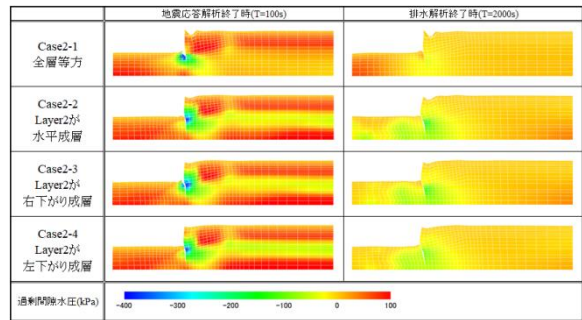 地震応答解析終了時(T=100s)
排水解析終了時(T=2000s)
Case2-1
全層等方
Case2-2
Layer2が
水平成層
Case2-3
Layer2が
右下がり成層
Case2-4
Layer2が
左下がり成層
過剰間隙水圧(kPa)
-400 -300 -200 -100 0 100